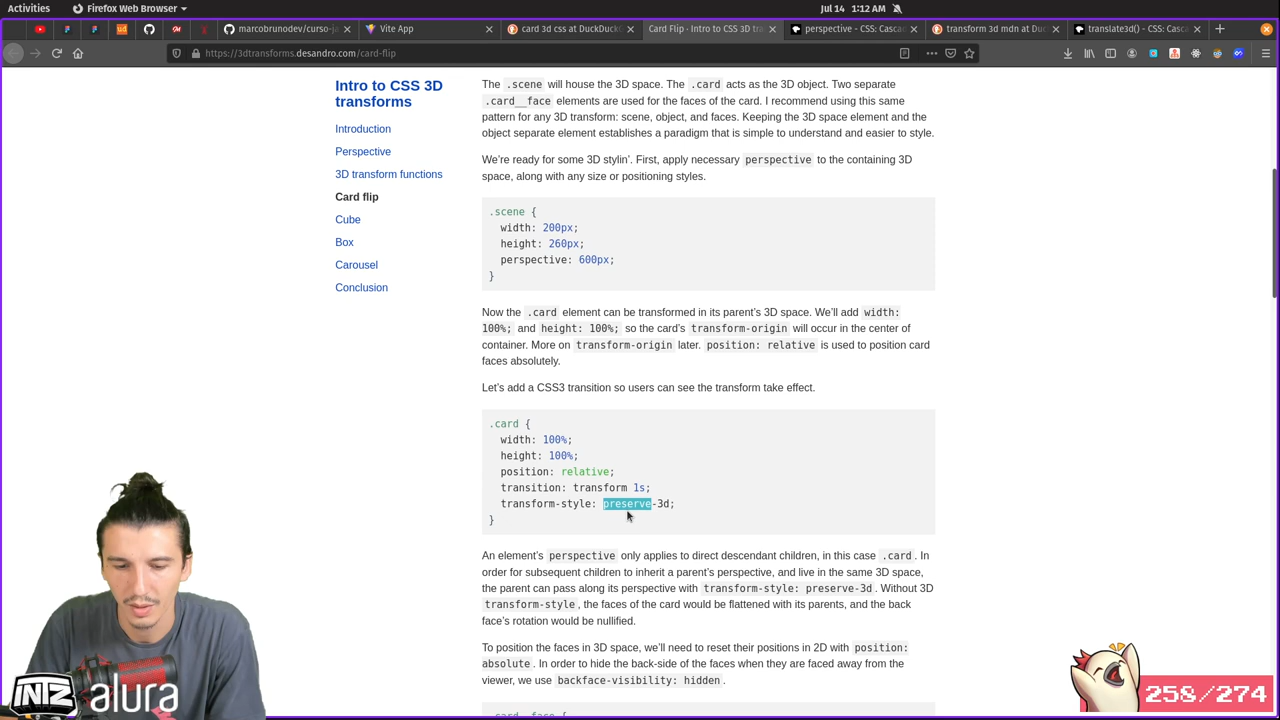 Activities
Firefox Web Browser
Jul 14 1:12 AM
marcobrunodev/curso-j
Vite App
card 3d css at DuckDuckG
Card Flip · Intro to CSS 3D tra
perspective - CSS: Casca
transform 3d mdn at Du
translate3d() - CSS: Casc
https://3dtransforms.desandro.com/card-flip
Intro to CSS 3D
transforms
Introduction
Perspective
3D transform functions
Card flip
Cube
Box
Carousel
Conclusion
The .scene will house the 3D space. The .card acts as the 3D object. Two separate
.card__face elements are used for the faces of the card. I recommend using this same
pattern for any 3D transform: scene, object, and faces. Keeping the 3D space element and the
object separate element establishes a paradigm that is simple to understand and easier to style.
We’re ready for some 3D stylin’. First, apply necessary perspective to the containing 3D
space, along with any size or positioning styles.
.scene {
width: 200px;
height: 260px;
perspective: 600px;
}
Now the .card element can be transformed in its parent’s 3D space. We’ll add width:
100%; and height: 100%; so the card’s transform-origin will occur in the center of
container. More on transform-origin later. position: relative is used to position card
faces absolutely.
Let’s add a CSS3 transition so users can see the transform take effect.
.card {
width: 100%;
height: 100%;
position: relative;
transition: transform 1s;
transform-style: preserve-3d;
}
An element’s perspective only applies to direct descendant children, in this case .card. In
order for subsequent children to inherit a parent’s perspective, and live in the same 3D space,
the parent can pass along its perspective with transform-style: preserve-3d. Without 3D
transform-style, the faces of the card would be flattened with its parents, and the back
face’s rotation would be nullified.
To position the faces in 3D space, we’ll need to reset their positions in 2D with position:
absolute. In order to hide the back-side of the faces when they are faced away from the
viewer, we use backface-visibility: hidden.
.card__face {
alura
258/274